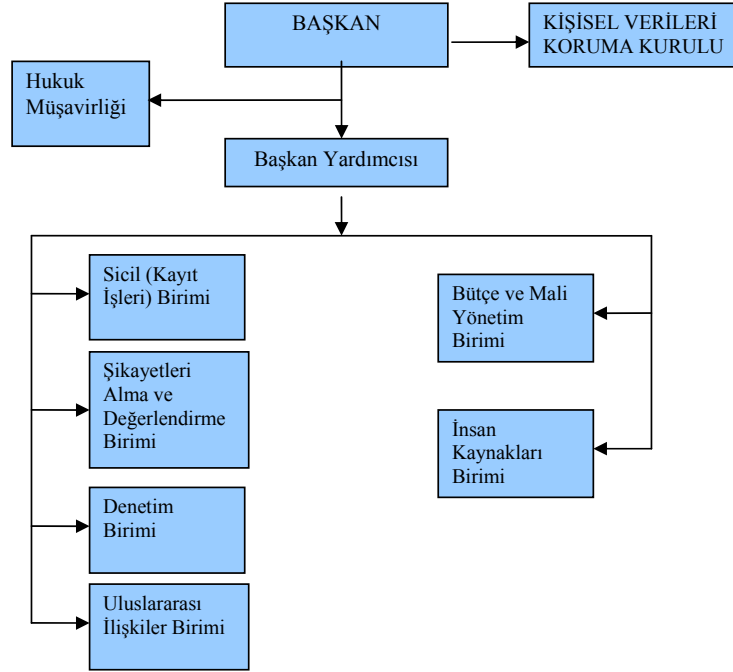 BAŞKAN
KİŞİSEL VERİLERİ
KORUMA KURULU
Hukuk
Müşavirliği
Başkan Yardımcısı
Sicil (Kayıt
İşleri) Birimi
Şikayetleri
Alma ve
Değerlendirme
Birimi
Denetim
Birimi
Uluslararası
İlişkiler Birimi
Bütçe ve Mali
Yönetim
Birimi
İnsan
Kaynakları
Birimi